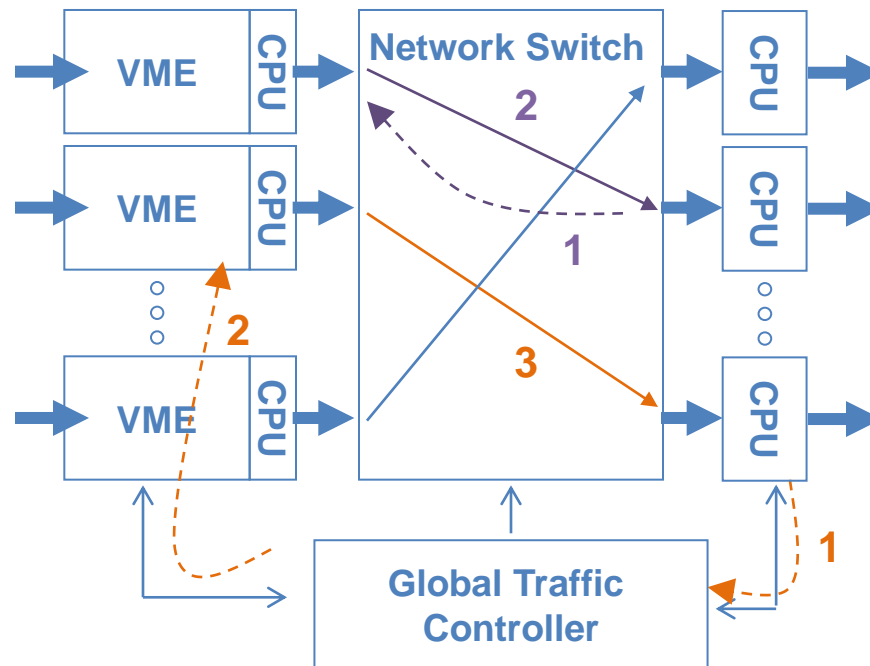 VME
CPU
Network Switch
CPU
2
VME
CPU
CPU
1
2
3
VME
CPU
CPU
1
Global Traffic
Controller